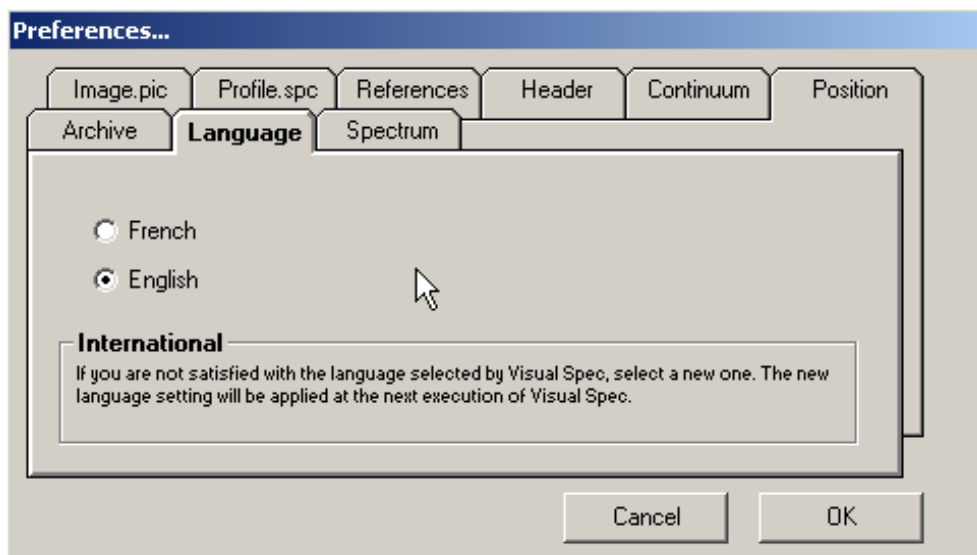 Preferences...
Image.pic Profile.spc References Header Continuum Position
Archive Language Spectrum
French
English
International
If you are not satisfied with the language selected by Visual Spec, select a new one. The new
language setting will be applied at the next execution of Visual Spec.
Cancel OK